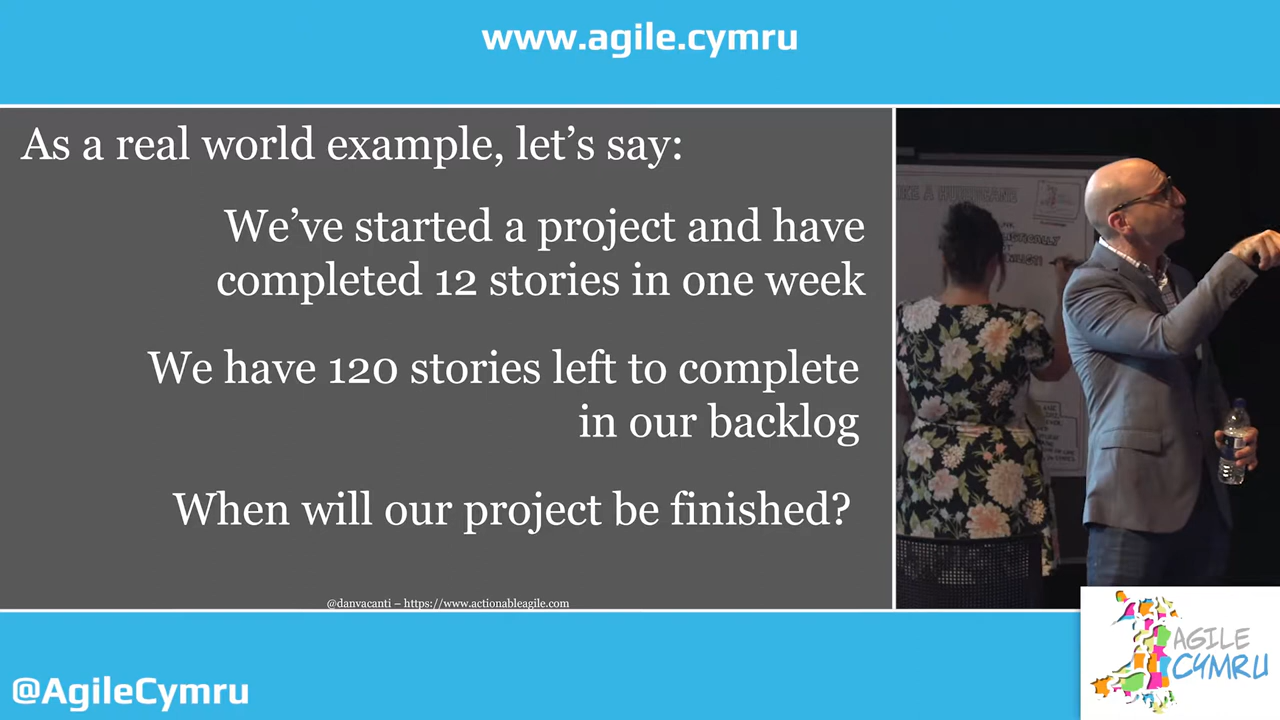 www.agile.cymru
As a real world example, let’s say:
We’ve started a project and have
completed 12 stories in one week
We have 120 stories left to complete
in our backlog
When will our project be finished?
@danvacanti – https://www.actionableagile.com
@AgileCymru
AGILE
CYMRU